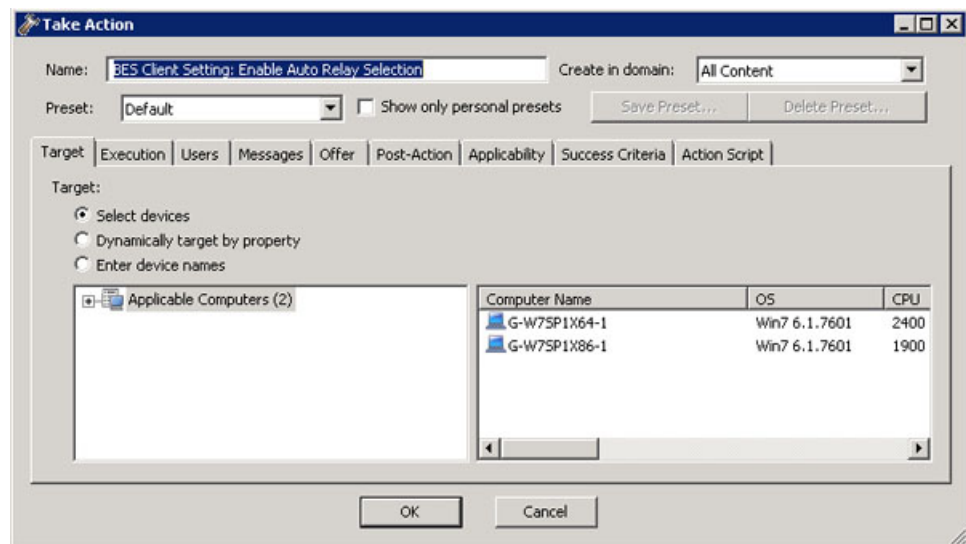 Take Action
Name: BES Client Setting: Enable Auto Relay Selection Create in domain: All Content
Preset: Default Show only personal presets Save Preset... Delete Preset...
Target Execution Users Messages Offer Post-Action Applicability Success Criteria Action Script
Target:
Select devices
Dynamically target by property
Enter device names
Applicable Computers (2)
Computer Name OS CPU
G-W7SP1X64-1 Win7 6.1.7601 2400
G-W7SP1X86-1 Win7 6.1.7601 1900
OK Cancel